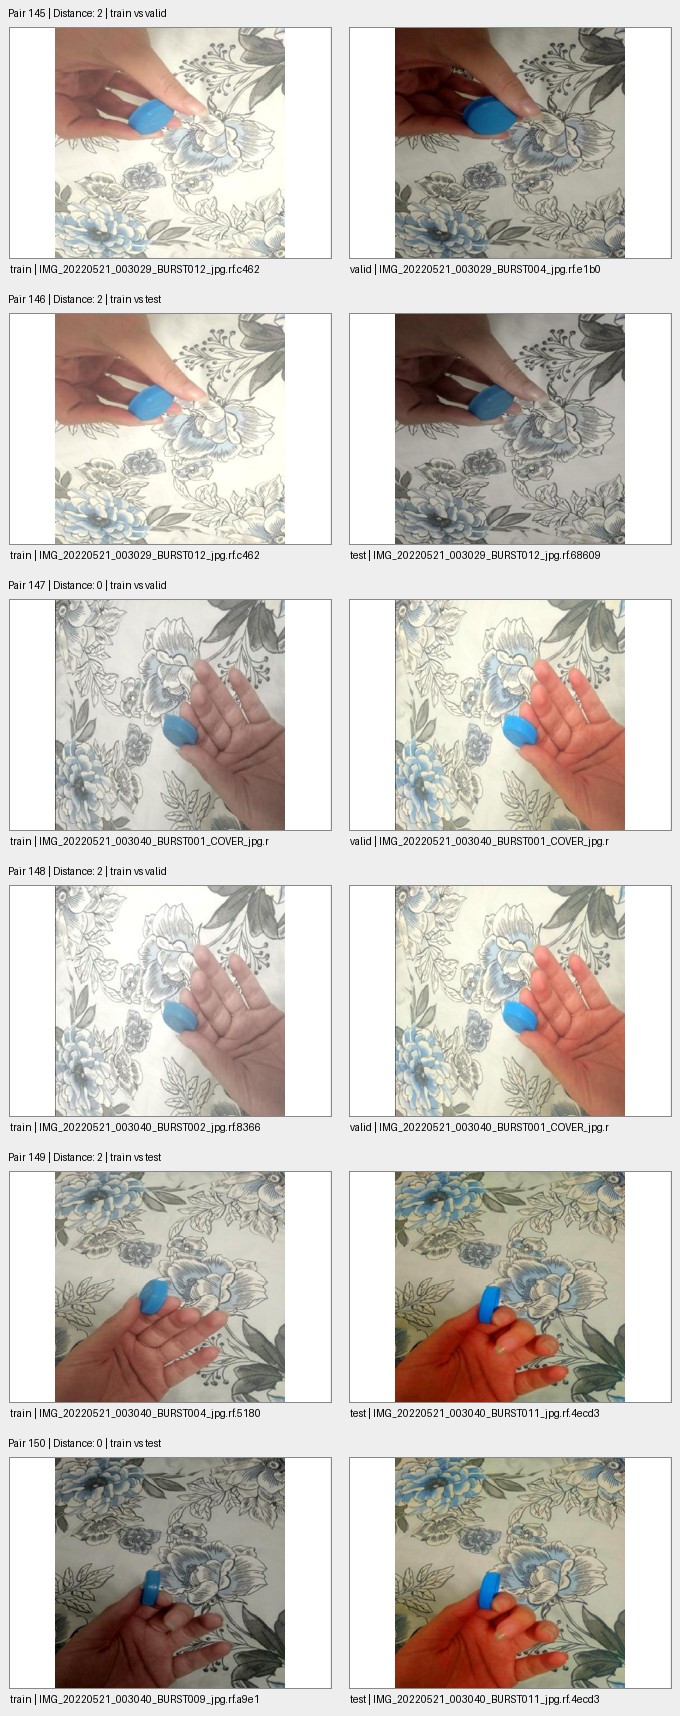 Pair 145 | Distance: 2 | train vs valid
train | IMG_20220521_003029_BURST012_jpg.rf.c462
valid | IMG_20220521_003029_BURST004_jpg.rf.e1b0
Pair 146 | Distance: 2 | train vs test
train | IMG_20220521_003029_BURST012_jpg.rf.c462
test | IMG_20220521_003029_BURST012_jpg.rf.68609
Pair 147 | Distance: 0 | train vs valid
train | IMG_20220521_003040_BURST001_COVER_jpg.r
valid | IMG_20220521_003040_BURST001_COVER_jpg.r
Pair 148 | Distance: 2 | train vs valid
train | IMG_20220521_003040_BURST002_jpg.rf.8366
valid | IMG_20220521_003040_BURST001_COVER_jpg.r
Pair 149 | Distance: 2 | train vs test
train | IMG_20220521_003040_BURST004_jpg.rf.5180
test | IMG_20220521_003040_BURST011_jpg.rf.4ecd3
Pair 150 | Distance: 0 | train vs test
train | IMG_20220521_003040_BURST009_jpg.rf.a9e1
test | IMG_20220521_003040_BURST011_jpg.rf.4ecd3